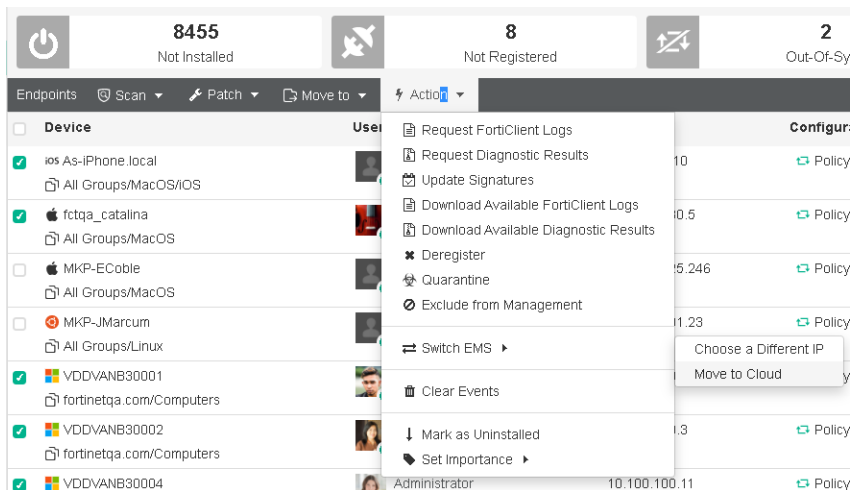 8455
Not Installed
8
Not Registered
2
Out-Of-Sy
Endpoints Scan Patch Move to Action
Device User Configur
iOS As-iPhone.local 10 Policy
All Groups/MacOS/iOS
fctqa_catalina 0.5 Policy
All Groups/MacOS
MKP-ECoble 25.246 Policy
All Groups/MacOS
MKP-JMarcum 1.23 Policy
All Groups/Linux
VDDVANB30001
fortinetqa.com/Computers
VDDVANB30002 .3 Policy
fortinetqa.com/Computers
VDDVANB30004 Administrator 10.100.100.11 Policy
Request FortiClient Logs
Request Diagnostic Results
Update Signatures
Download Available FortiClient Logs
Download Available Diagnostic Results
Deregister
Quarantine
Exclude from Management
Switch EMS
Clear Events
Mark as Uninstalled
Set Importance
Choose a Different IP
Move to Cloud